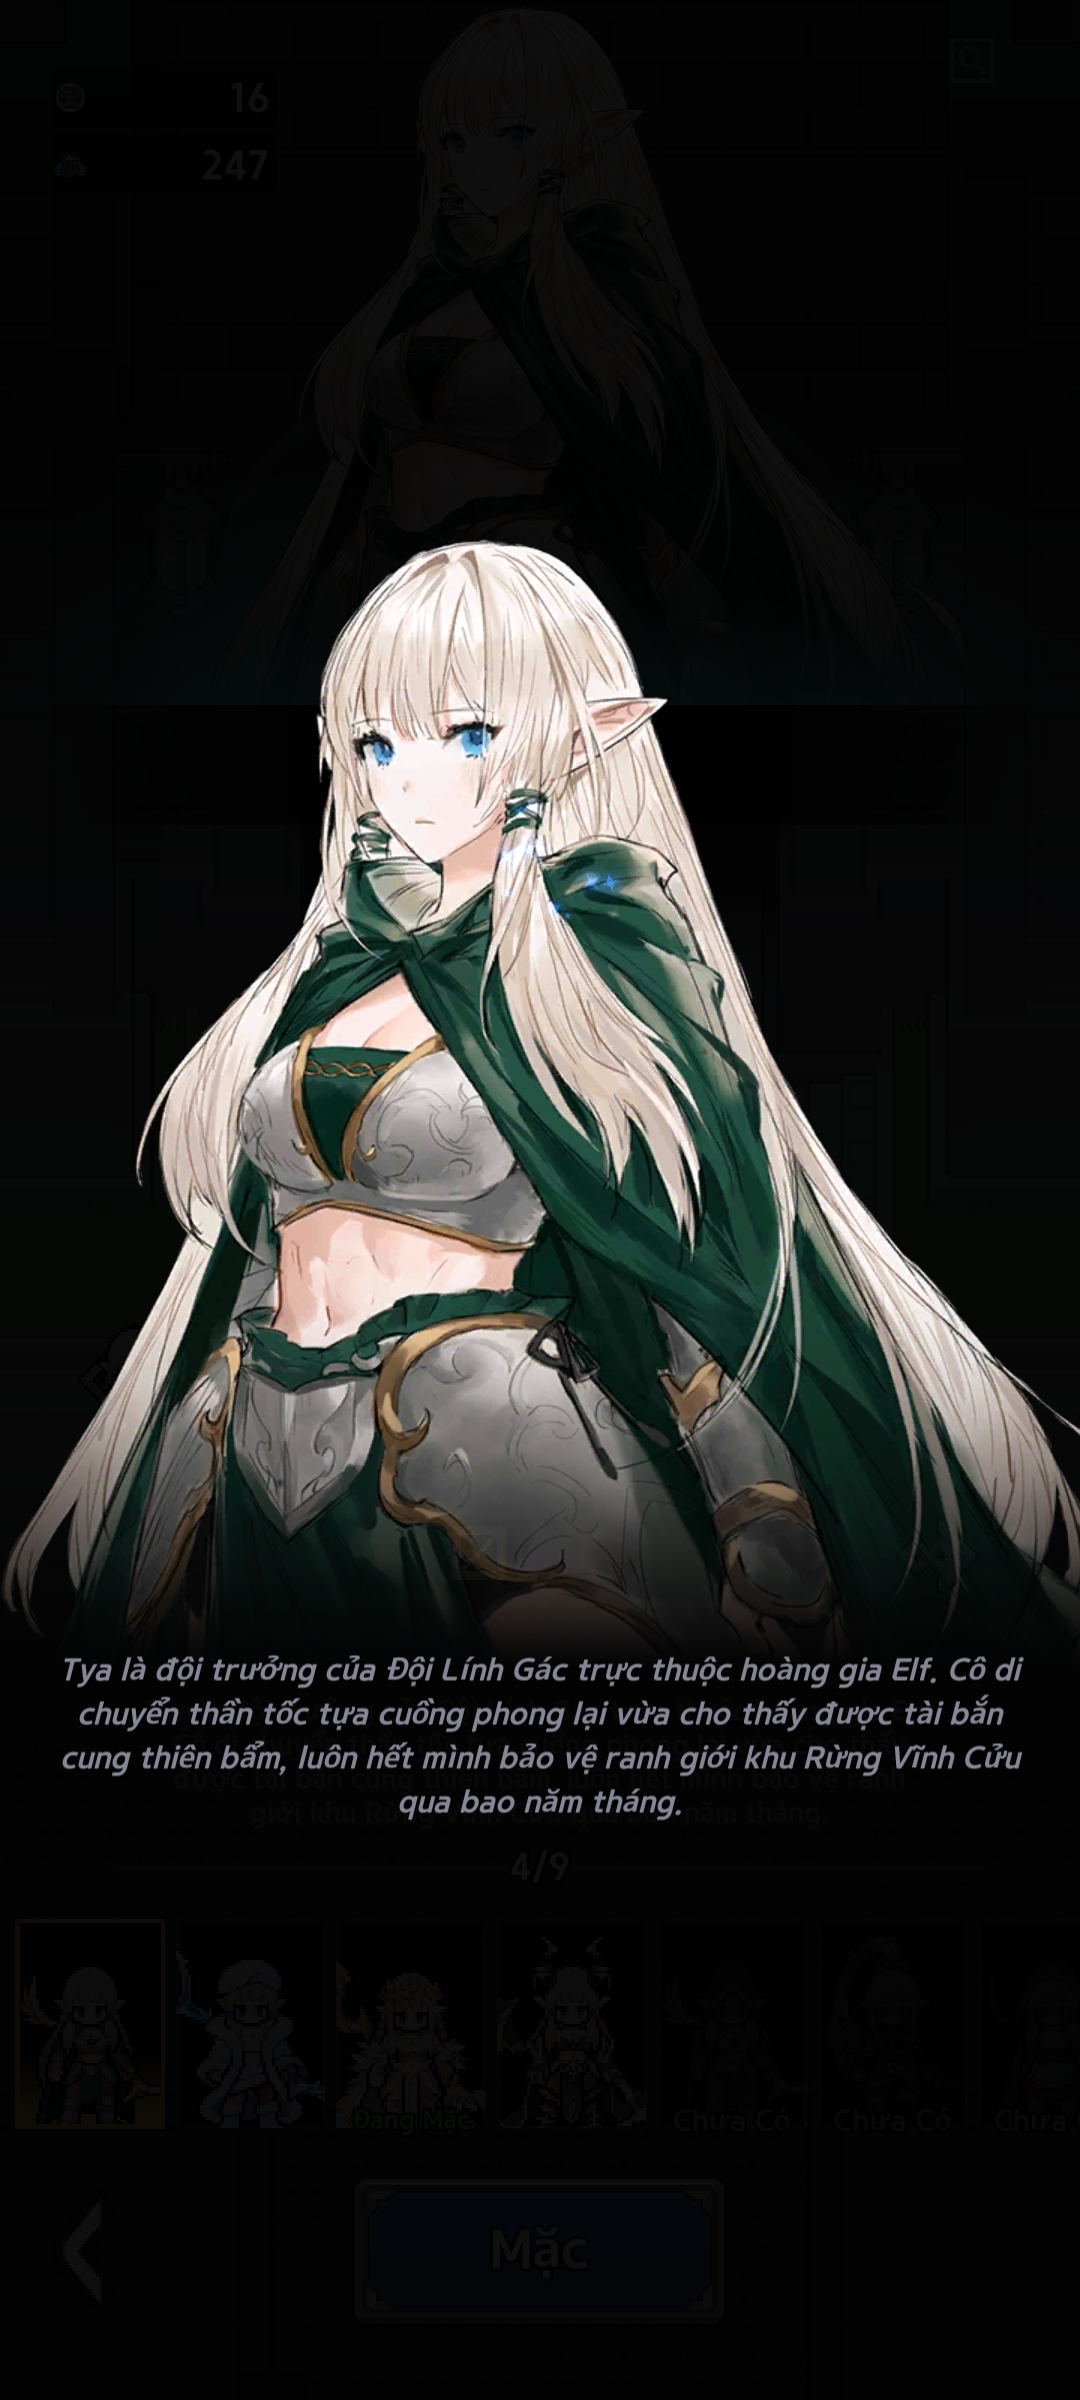 16
247
Tya là đội trưởng của Đội Lính Gác trực thuộc hoàng gia Elf. Cô di
chuyển thần tốc tựa cuồng phong lại vừa cho thấy được tài bắn
cung thiên bẩm, luôn hết mình bảo vệ ranh giới khu Rừng Vĩnh Cửu
qua bao năm tháng.
4/9
Đang Mặc
Chưa Có
Chưa Có
Chưa
Mặc